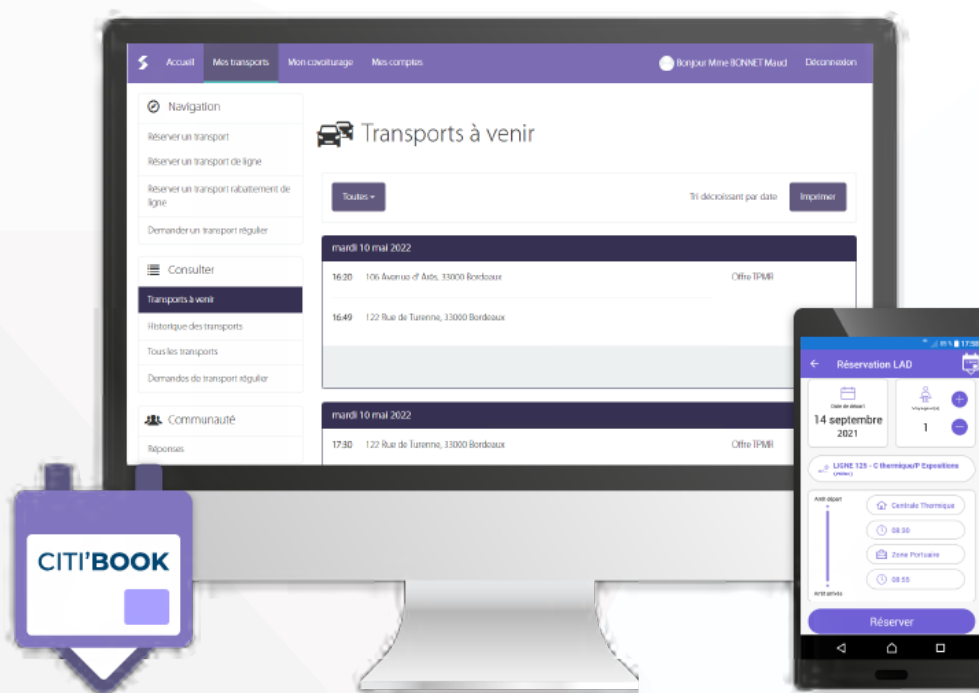 Accueil
Mes transports
Mon covoiturage
Mes comptes
Bonjour Mme BONNET Maud
Déconnexion
Navigation
Réserver un transport
Réserver un transport de ligne
Réserver un transport rabattement de
ligne
Demander un transport régulier
Consulter
Transports à venir
Historique des transports
Tous les transports
Demandes de transport régulier
Communauté
Réponses
Transports à venir
Toutes
Tri décroissant par date
Imprimer
mardi 10 mai 2022
16:20 106 Avenue d' Arès, 33000 Bordeaux Offre TPMR
16:49 122 Rue de Turenne, 33000 Bordeaux
mardi 10 mai 2022
17:30 122 Rue de Turenne, 33000 Bordeaux Offre TPMR
CITI'BOOK
17:58
Réservation LAD
Date de départ
14 septembre
2021
Voyageur(s)
1
LIGNE 125 - C thermique/P Expositions
Arrêt départ
Centrale Thermique
08:30
Zone Portuaire
08:55
Arrêt arrivée
Réserver